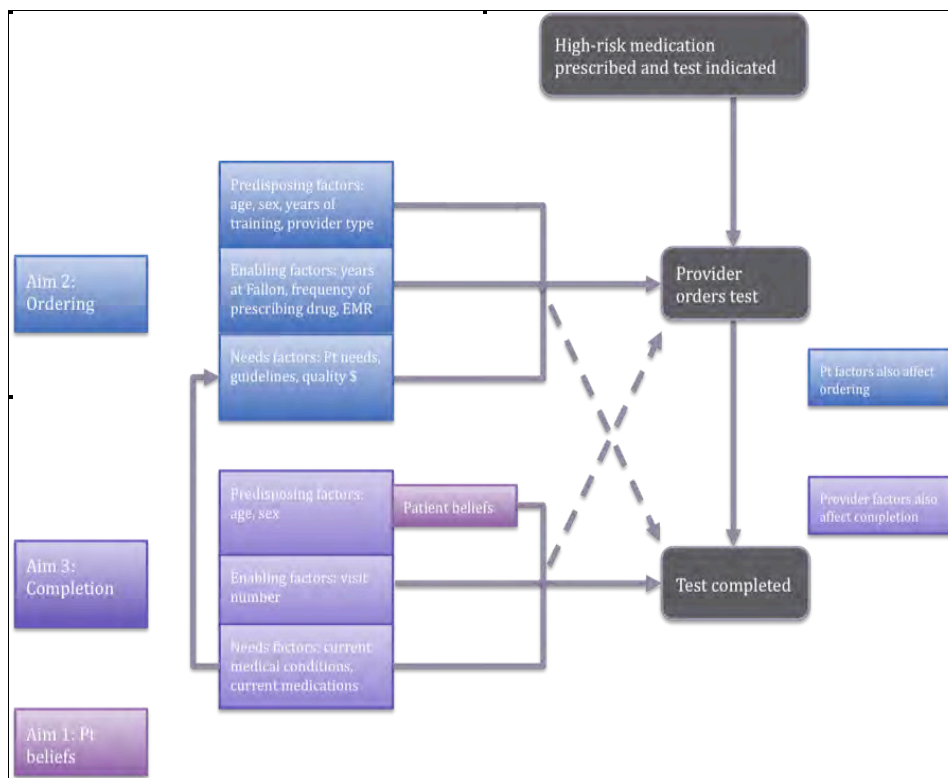 High-risk medication
prescribed and test indicated
Predisposing factors:
age, sex, years of
training, provider type
Aim 2:
Ordering
Enabling factors: years
at Fallon, frequency of
prescribing drug, EMR
Provider
orders test
Needs factors: Pt needs,
guidelines, quality $
Pt factors also affect
ordering
Predisposing factors:
age, sex
Patient beliefs
Provider factors also
affect completion
Aim 3:
Completion
Enabling factors: visit
number
Test completed
Needs factors: current
medical conditions,
current medications
Aim 1: Pt
beliefs